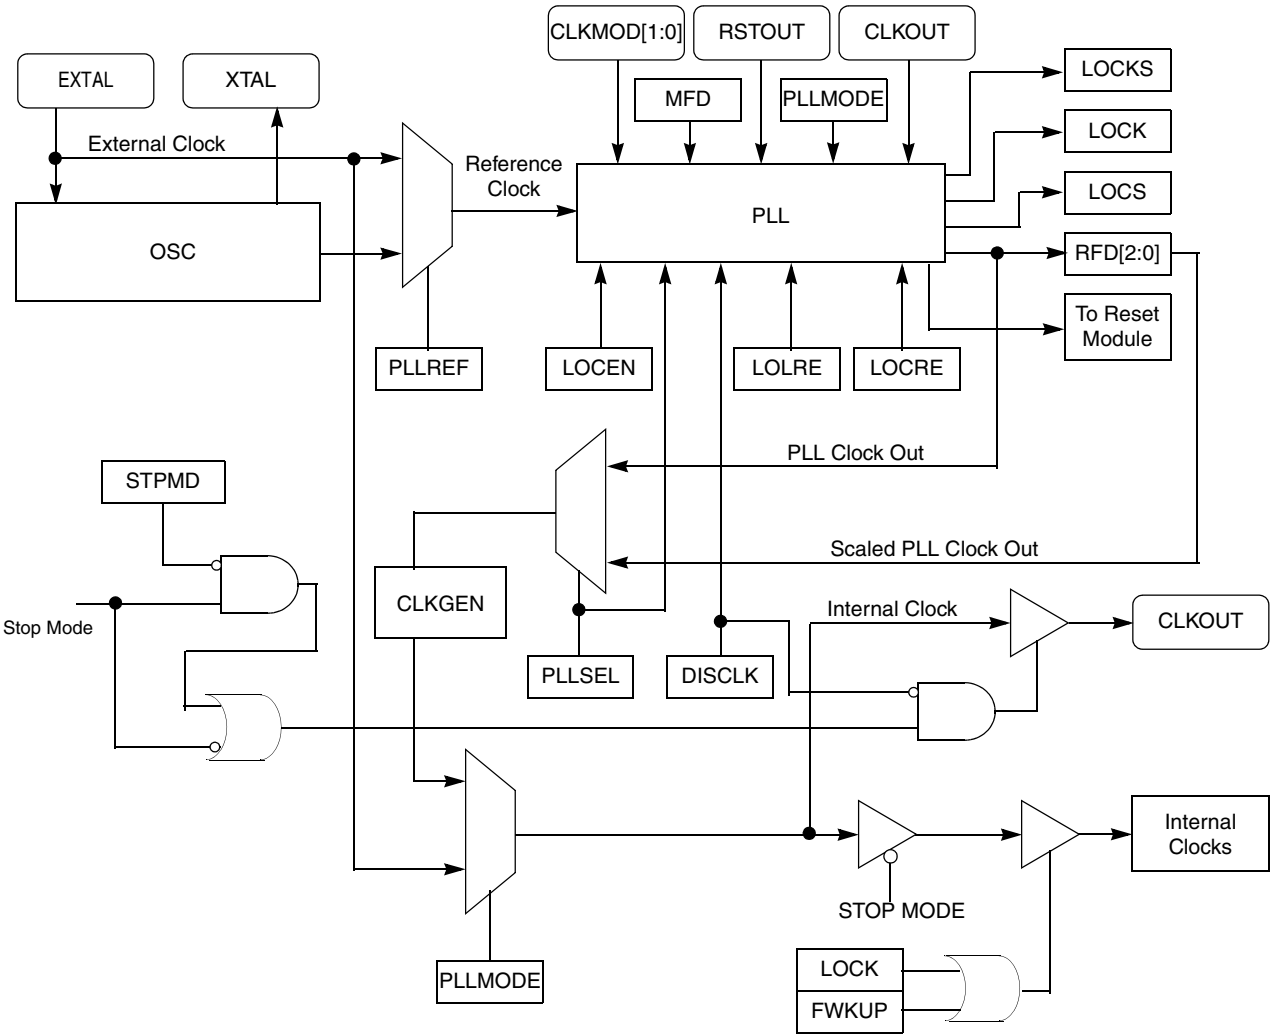 CLKMOD[1:0]
RSTOUT
CLKOUT
EXTAL
XTAL
MFD
PLLMODE
LOCKS
LOCK
External Clock
Reference
Clock
LOCS
PLL
OSC
RFD[2:0]
To Reset
Module
PLLREF
LOCEN
LOLRE
LOCRE
PLL Clock Out
STPMD
Scaled PLL Clock Out
CLKGEN
Internal Clock
CLKOUT
Stop Mode
PLLSEL
DISCLK
Internal
Clocks
STOP MODE
PLLMODE
LOCK
FWKUP